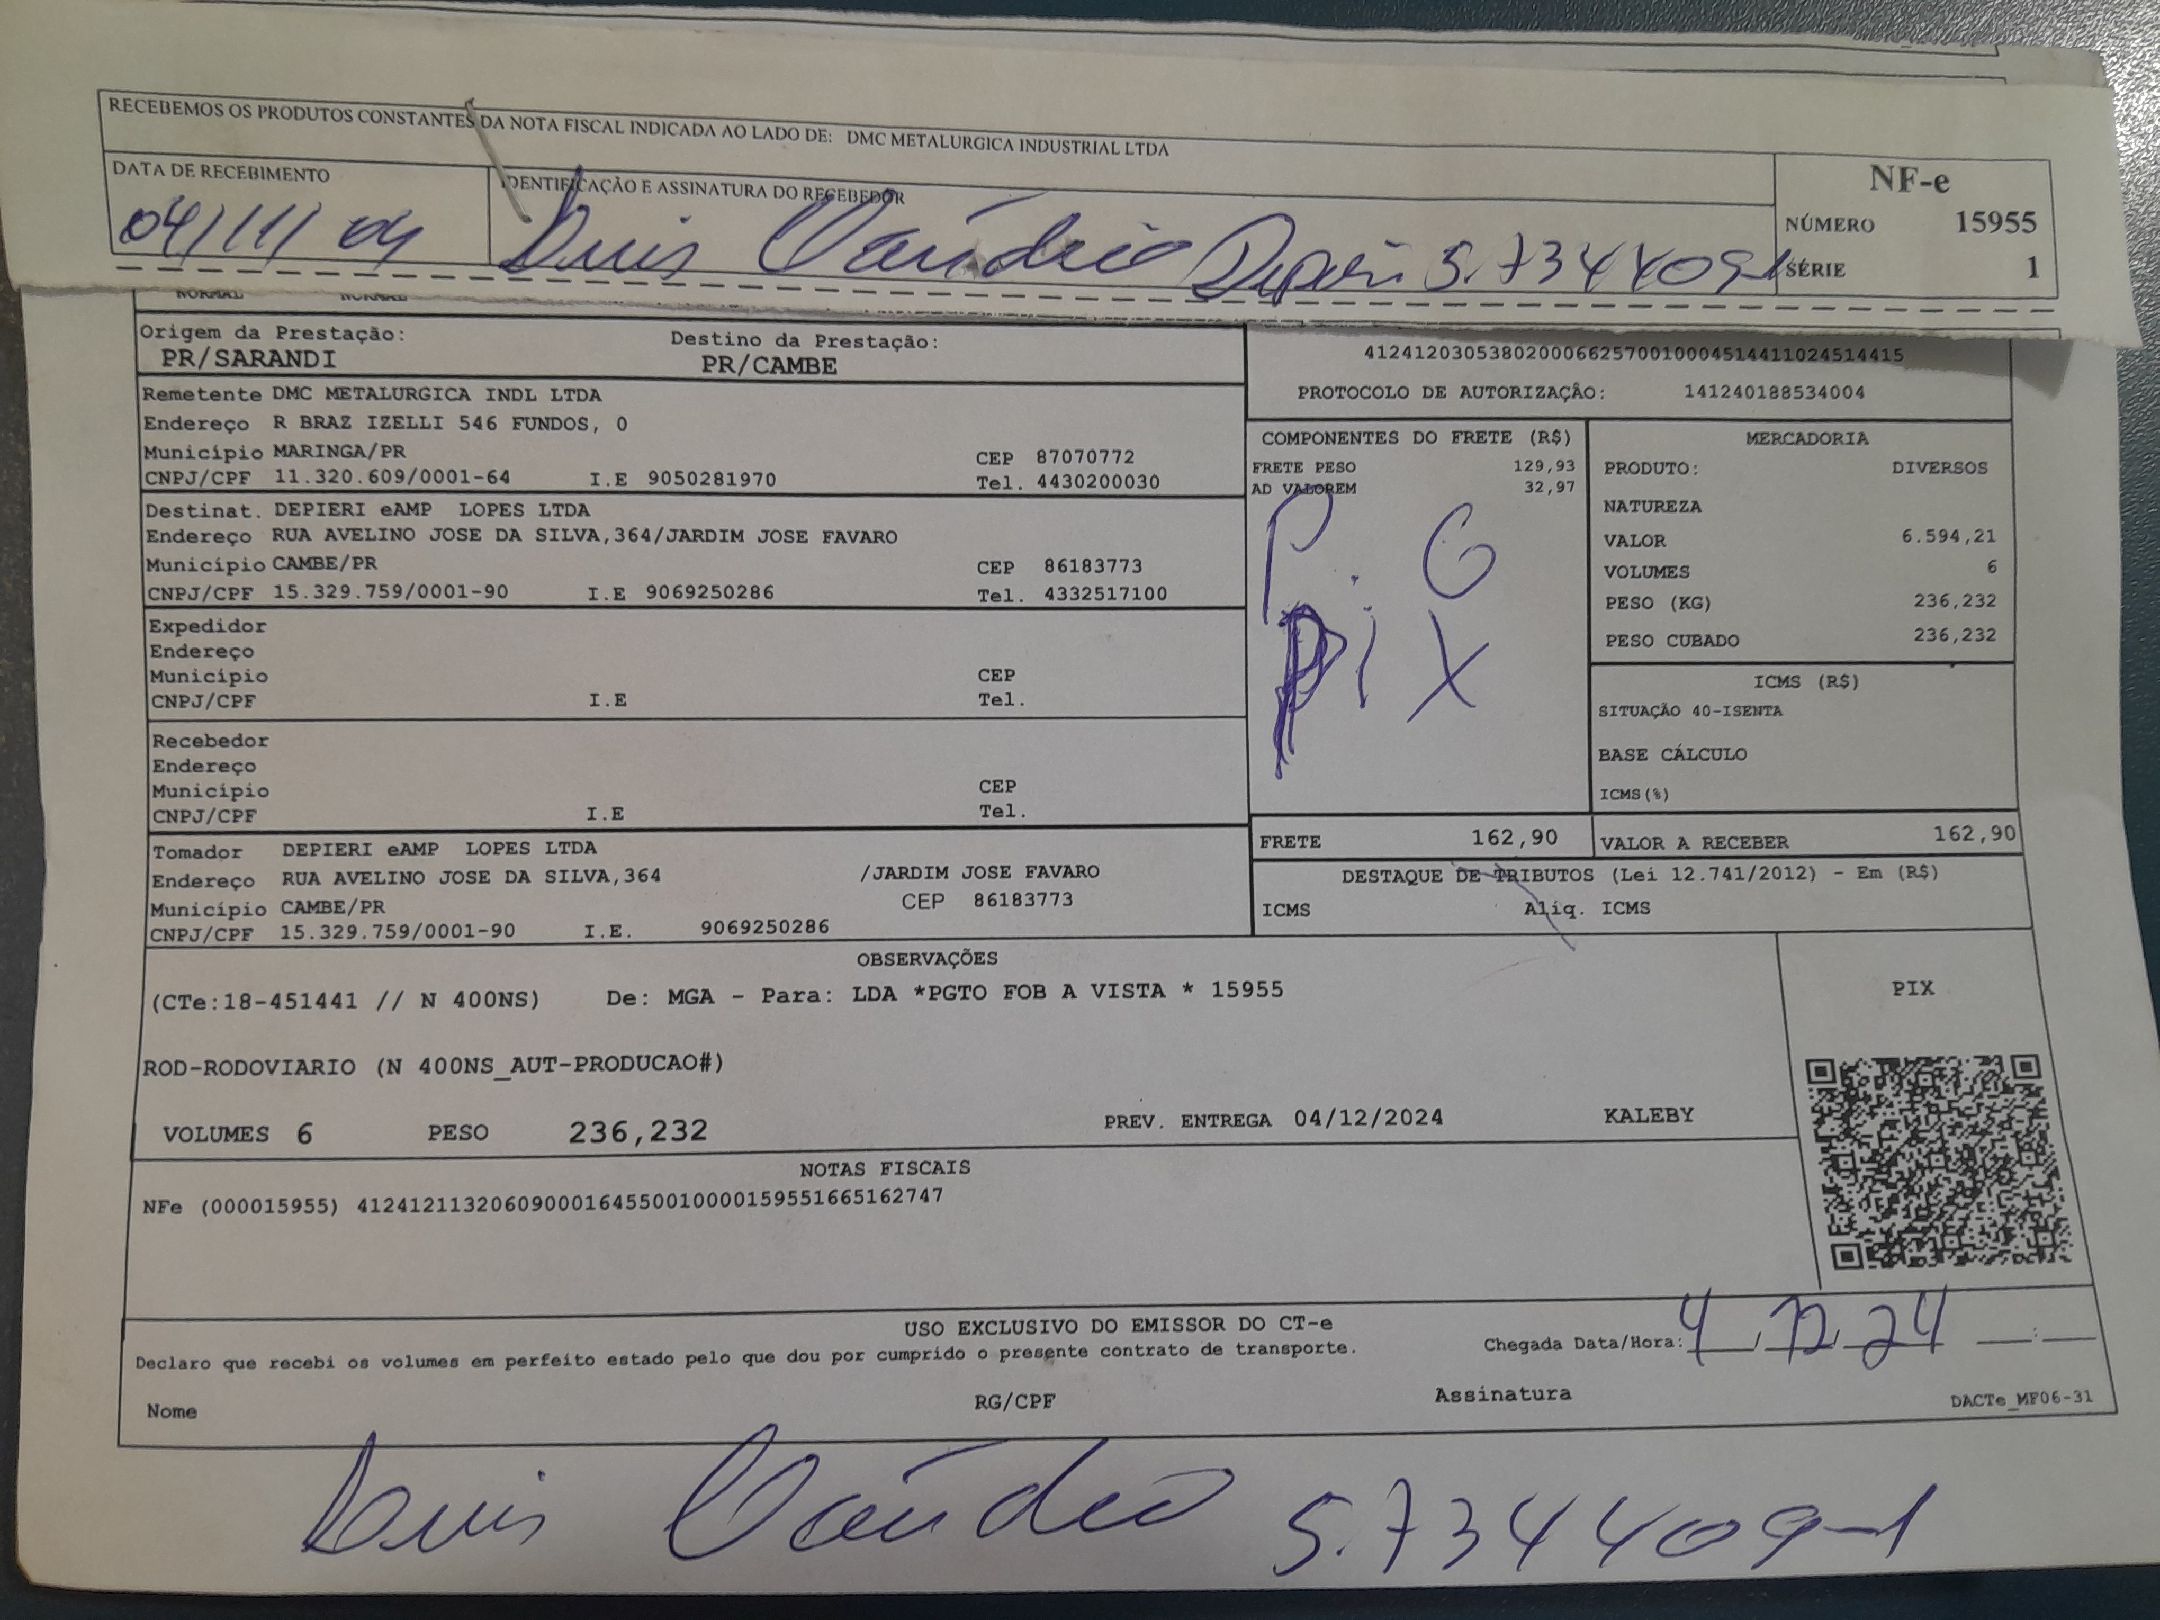 RECEBEMOS OS PRODUTOS CONSTANTES DA NOTA FISCAL INDICADA AO LADO DE: DMC METALURGICA INDUSTRIAL LTDA
DATA DE RECEBIMENTO
04/11/04
IDENTIFICAÇÃO E ASSINATURA DO RECEBEDOR
Luis Cláudio 5.7344091
NF-e
NÚMERO 15955
SÉRIE 1
NORMAL NORMAL
Origem da Prestação: Destino da Prestação:
PR/SARANDI PR/CAMBE
41241203053802000662570010004514411024514415
PROTOCOLO DE AUTORIZAÇÃO: 141240188534004
Remetente DMC METALURGICA INDL LTDA
Endereço R BRAZ IZELLI 546 FUNDOS, 0
Município MARINGA/PR CEP 87070772
CNPJ/CPF 11.320.609/0001-64 I.E 9050281970 Tel. 4430200030
Destinat. DEPIERI eAMP LOPES LTDA
Endereço RUA AVELINO JOSE DA SILVA,364/JARDIM JOSE FAVARO
Município CAMBE/PR CEP 86183773
CNPJ/CPF 15.329.759/0001-90 I.E 9069250286 Tel. 4332517100
Expedidor
Endereço
Município CEP
CNPJ/CPF I.E Tel.
Recebedor
Endereço
Município CEP
CNPJ/CPF I.E Tel.
Tomador DEPIERI eAMP LOPES LTDA
Endereço RUA AVELINO JOSE DA SILVA,364 /JARDIM JOSE FAVARO
Município CAMBE/PR CEP 86183773
CNPJ/CPF 15.329.759/0001-90 I.E. 9069250286
COMPONENTES DO FRETE (R$)
FRETE PESO 129,93
AD VALOREM 32,97
P.G
PiX
MERCADORIA
PRODUTO: DIVERSOS
NATUREZA
VALOR 6.594,21
VOLUMES 6
PESO (KG) 236,232
PESO CUBADO 236,232
ICMS (R$)
SITUAÇÃO 40-ISENTA
BASE CÁLCULO
ICMS(%)
FRETE 162,90 VALOR A RECEBER 162,90
DESTAQUE DE TRIBUTOS (Lei 12.741/2012) - Em (R$)
ICMS Aliq. ICMS
OBSERVAÇÕES
(CTe:18-451441 // N 400NS) De: MGA - Para: LDA *PGTO FOB A VISTA * 15955
ROD-RODOVIARIO (N 400NS_AUT-PRODUCAO#)
VOLUMES 6 PESO 236,232 PREV. ENTREGA 04/12/2024 KALEBY
PIX
NOTAS FISCAIS
NFe (000015955) 41241211320609000164550010000159551665162747
USO EXCLUSIVO DO EMISSOR DO CT-e
Declaro que recebi os volumes em perfeito estado pelo que dou por cumprido o presente contrato de transporte. Chegada Data/Hora: 4/12/24 __:__
Nome RG/CPF Assinatura DACTe_MF06-31
Luis Cláudio 5.734409-1